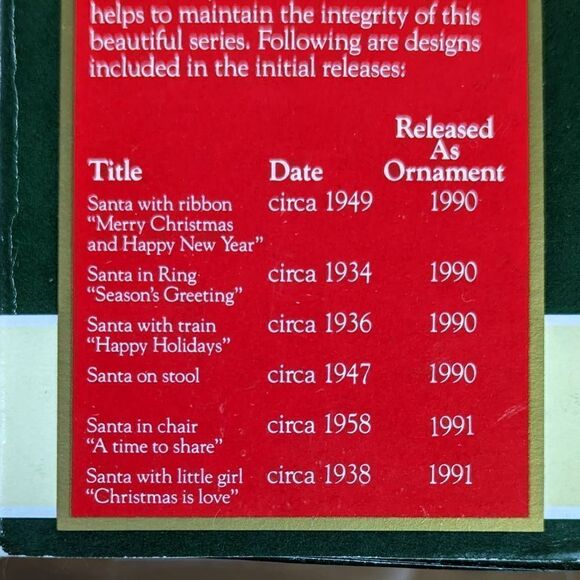 helps to maintain the integrity of this
beautiful series. Following are designs
included in the initial releases:
Released
As
Title Date Ornament
Santa with ribbon circa 1949 1990
"Merry Christmas
and Happy New Year"
Santa in Ring circa 1934 1990
"Season's Greeting"
Santa with train circa 1936 1990
"Happy Holidays"
Santa on stool circa 1947 1990
Santa in chair circa 1958 1991
"A time to share"
Santa with little girl circa 1938 1991
"Christmas is love"